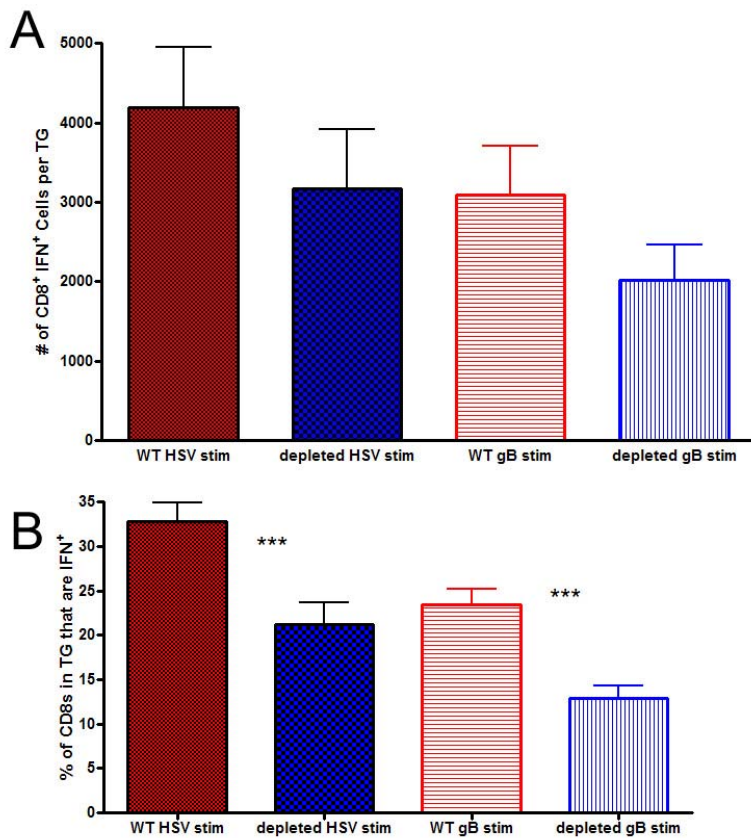 A
# of CD8+ IFN+ Cells per TG
5000
4000
3000
2000
1000
0
WT HSV stim
depleted HSV stim
WT gB stim
depleted gB stim
B
% of CD8s in TG that are IFN+
35
30
25
20
15
10
5
0
***
***
WT HSV stim
depleted HSV stim
WT gB stim
depleted gB stim